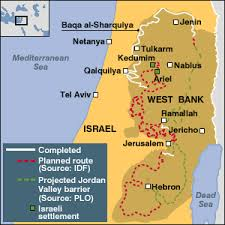 Baqa al-Sharquiya
Jenin
Netanya
Mediterranean
Sea
Tulkarm
Kedumim
Nablus
Qalquilya
Ariel
Tel Aviv
WEST BANK
Ramallah
ISRAEL
Jericho
Jerusalem
Completed
Planned route
(Source: IDF)
Projected Jordan
Valley barrier
(Source: PLO)
Israeli
settlement
Hebron
Dead
Sea